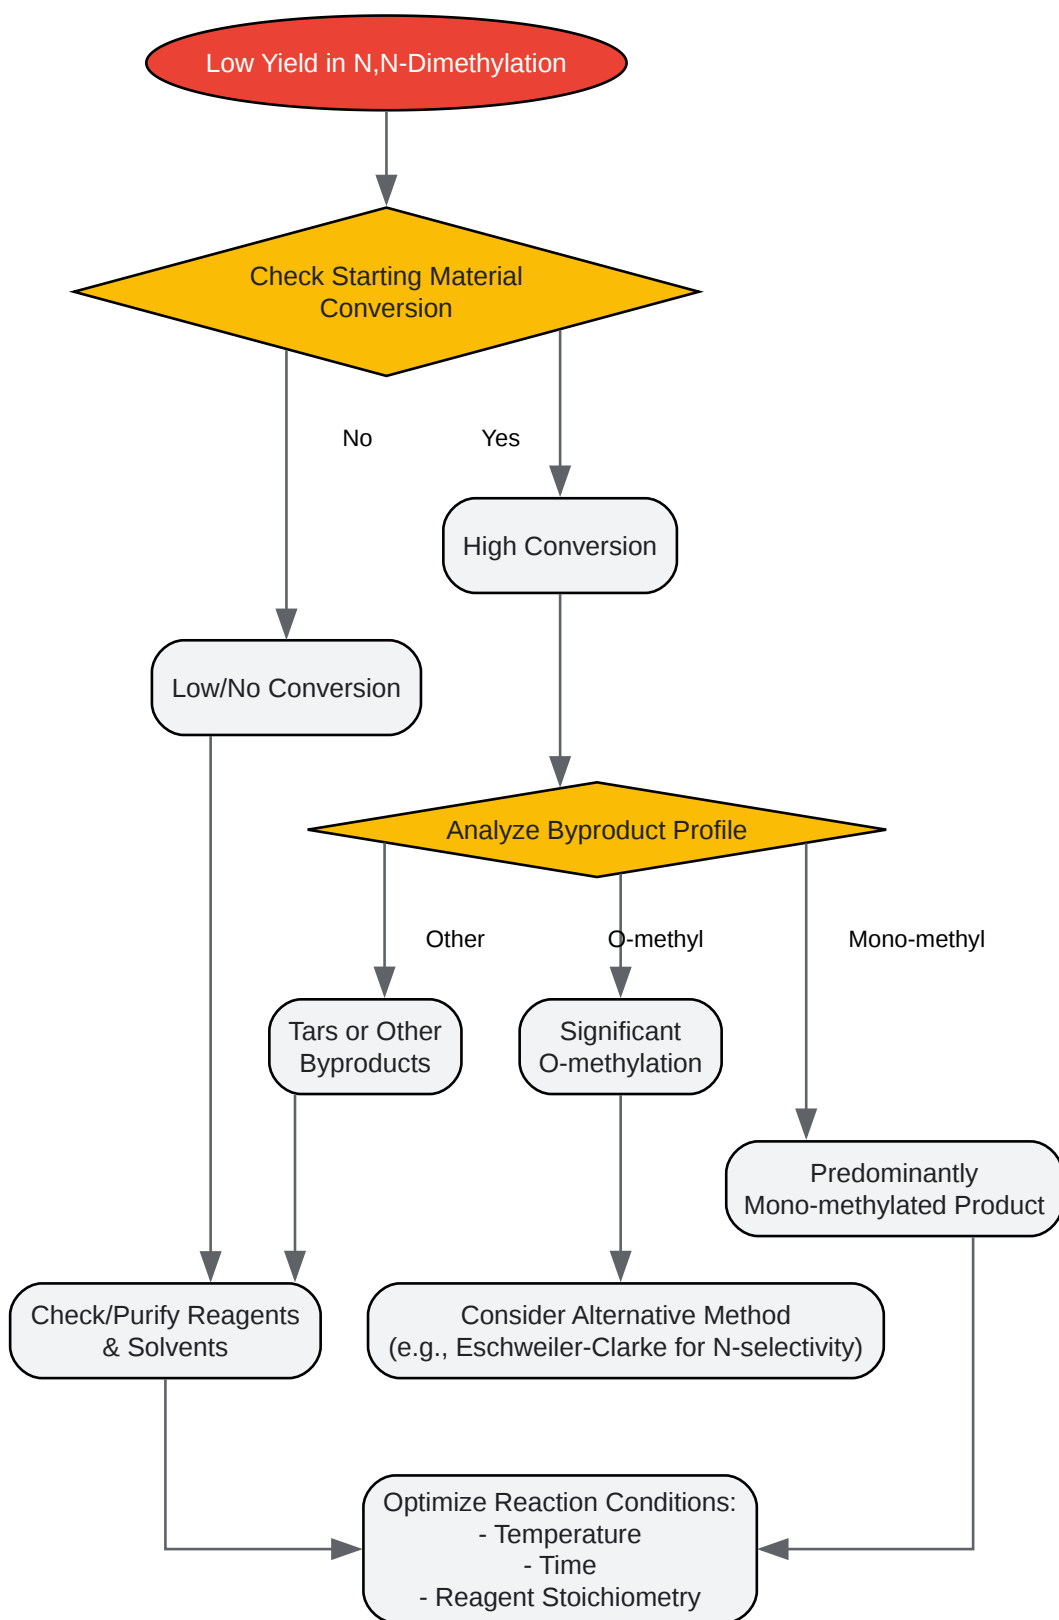 Low Yield in N,N-Dimethylation
Check Starting Material
Conversion
No
Yes
High Conversion
Low/No Conversion
Analyze Byproduct Profile
Other
O-methyl
Mono-methyl
Tars or Other
Byproducts
Significant
O-methylation
Predominantly
Mono-methylated Product
Check/Purify Reagents
& Solvents
Consider Alternative Method
(e.g., Eschweiler-Clarke for N-selectivity)
Optimize Reaction Conditions:
- Temperature
- Time
- Reagent Stoichiometry